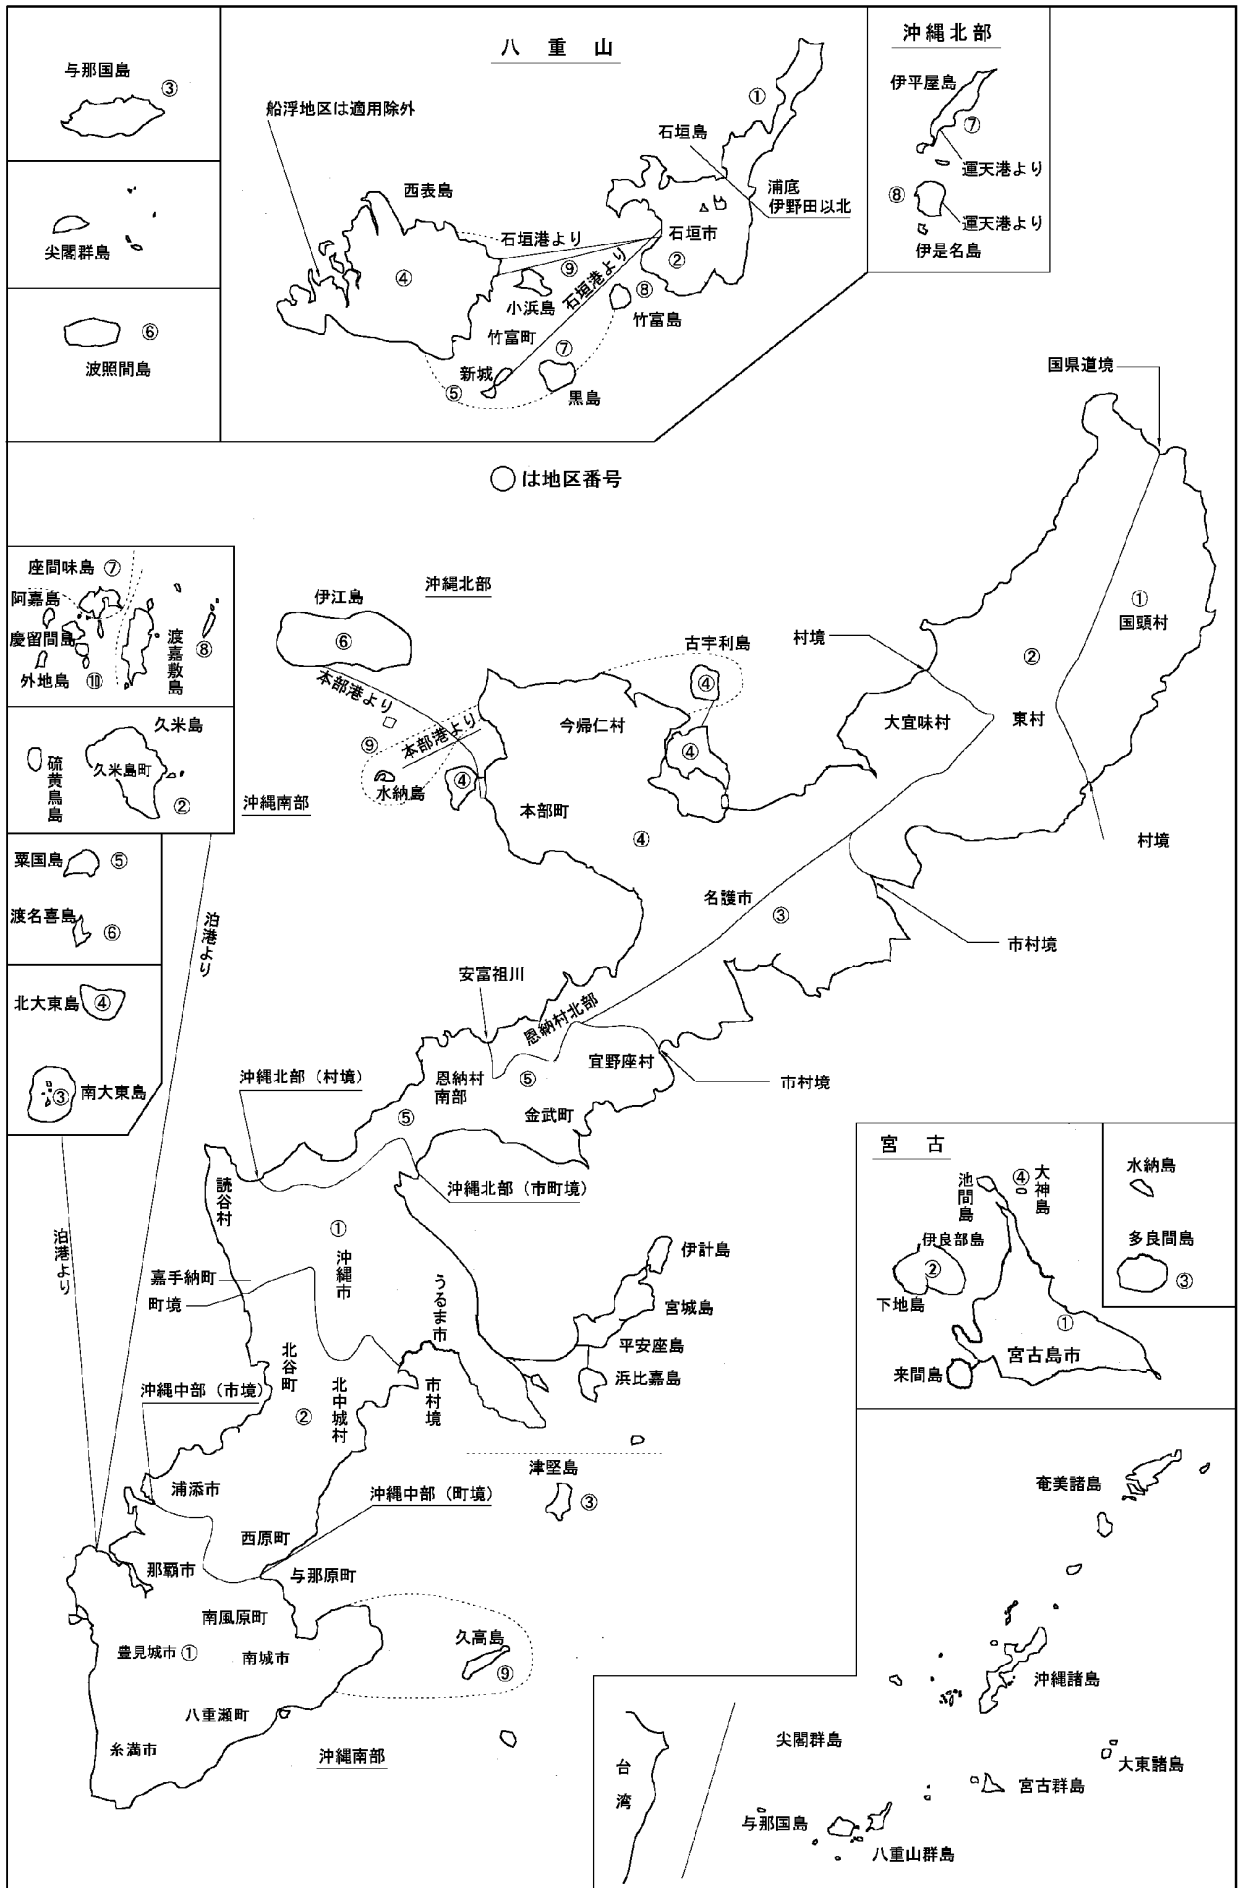 与那国島
③
尖閣群島
⑥
波照間島
八重山
船浮地区は適用除外
①
石垣島
浦底
伊野田以北
西表島
石垣港より
石垣市
②
④
⑨
石垣港より
⑧
小浜島
竹富島
竹富町
⑦
新城
⑤
黒島
沖縄北部
伊平屋島
⑦
運天港より
⑧
運天港より
伊是名島
国県道境
○は地区番号
座間味島 ⑦
阿嘉島
慶留間島
外地島
⑩
渡嘉敷島
⑧
久米島
硫黄鳥島
久米島町
②
粟国島 ⑤
渡名喜島
⑥
北大東島 ④
③ 南大東島
泊港より
泊港より
沖縄北部
伊江島
⑥
本部港より
⑨
本部港より
水納島
④
沖縄南部
古宇利島
④
今帰仁村
④
本部町
④
村境
大宜味村
①
国頭村
②
東村
村境
名護市
③
市村境
安富祖川
恩納村北部
宜野座村
恩納村
南部
⑤
市村境
沖縄北部（村境）
金武町
⑤
沖縄北部（市町境）
読谷村
①
沖縄市
嘉手納町
町境
うるま市
伊計島
宮城島
平安座島
浜比嘉島
北谷町
沖縄中部（市境）
②
北中城村
市村境
津堅島
③
浦添市
沖縄中部（町境）
西原町
那覇市
与那原町
南風原町
豊見城市 ①
南城市
久高島
⑨
八重瀬町
糸満市
沖縄南部
宮古
池間島
④
大神島
伊良部島
②
下地島
①
宮古島市
来間島
水納島
多良間島
③
奄美諸島
沖縄諸島
尖閣群島
大東諸島
台湾
宮古群島
与那国島
八重山群島